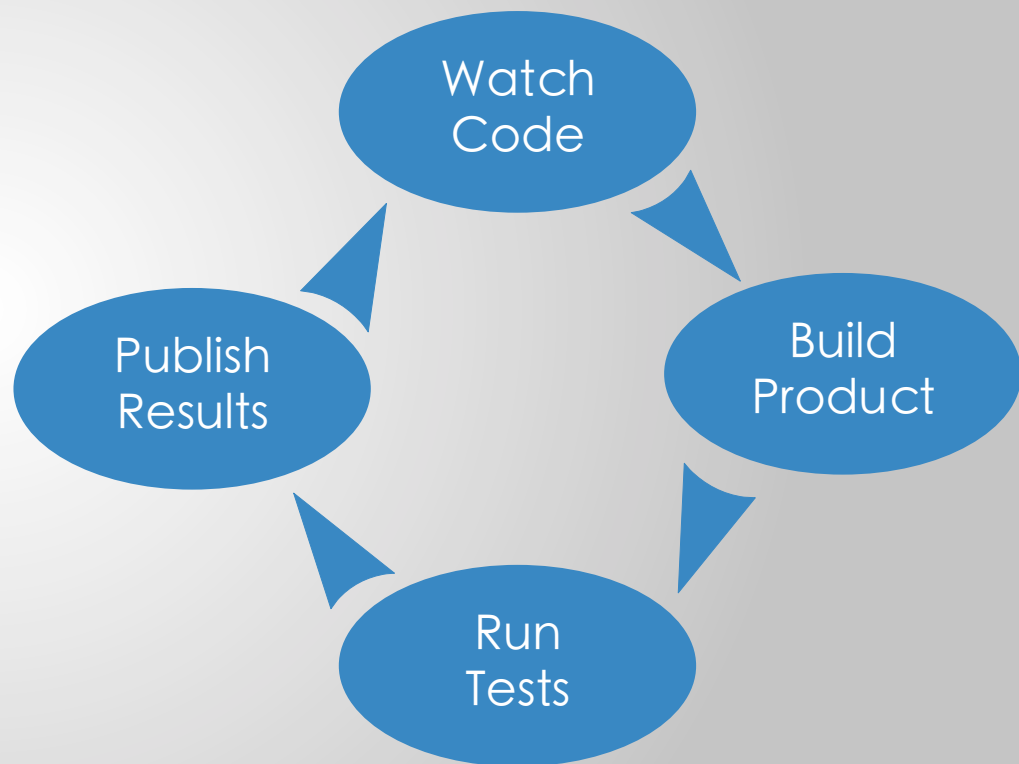 Watch
Code
Build
Product
Run
Tests
Publish
Results